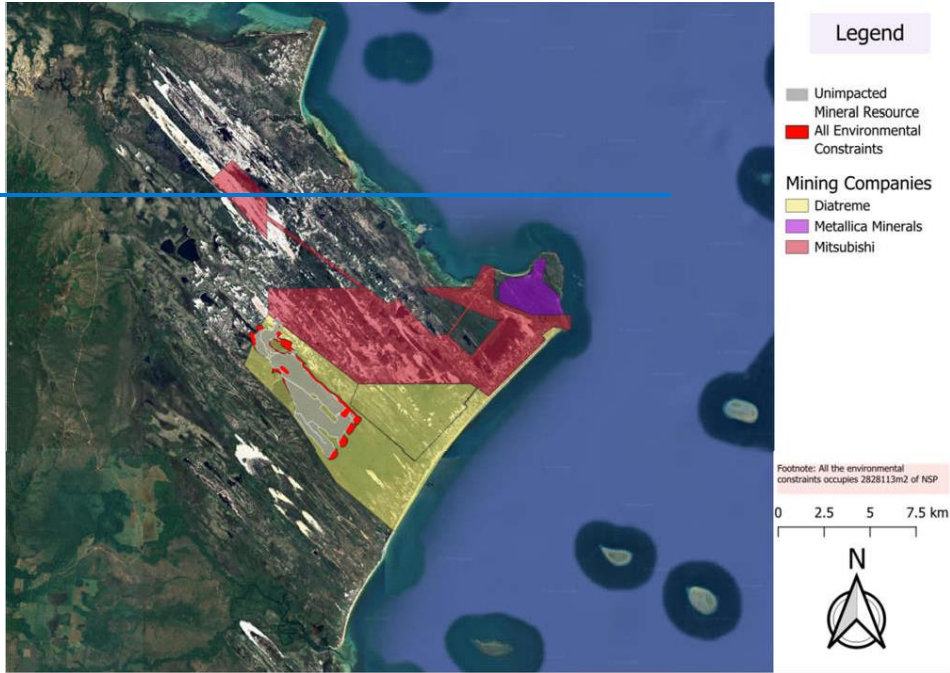 Legend
Unimpacted
Mineral Resource
All Environmental
Constraints
Mining Companies
Diatreme
Metallica Minerals
Mitsubishi
Footnote: All the environmental
constraints occupies 2828113m2 of NSP
0 2.5 5 7.5 km
N